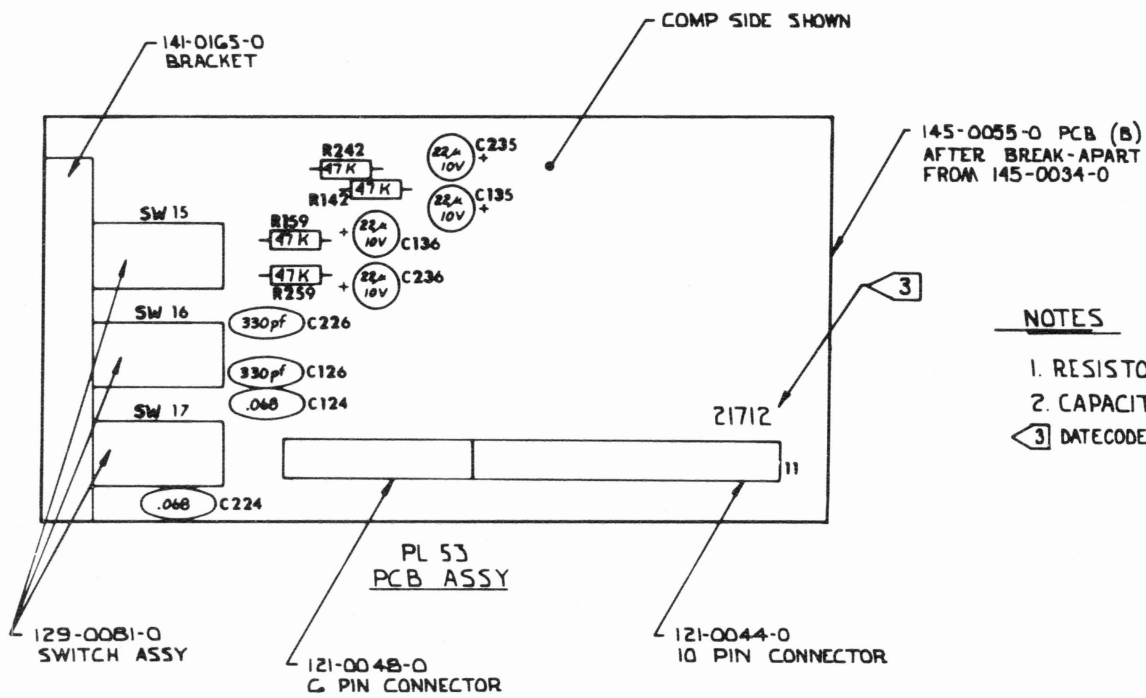 COMP SIDE SHOWN
141-0165-0
BRACKET
145-0055-0 PCB (B)
AFTER BREAK-APART
FROM 145-0034-0
R242
47K
47K
R142
22µ
10V
+
C235
22µ
10V
+
C135
SW 15
R159
47K
+
22µ
10V
C136
47K
R259
+
22µ
10V
C236
3
SW 16
330pf
C226
330pf
C126
.068
C124
SW 17
.068
C224
21712
11
NOTES
1. RESISTO
2. CAPACIT
3 DATECODE
PL 53
PCB ASSY
129-0081-0
SWITCH ASSY
121-0048-0
6 PIN CONNECTOR
121-0044-0
10 PIN CONNECTOR